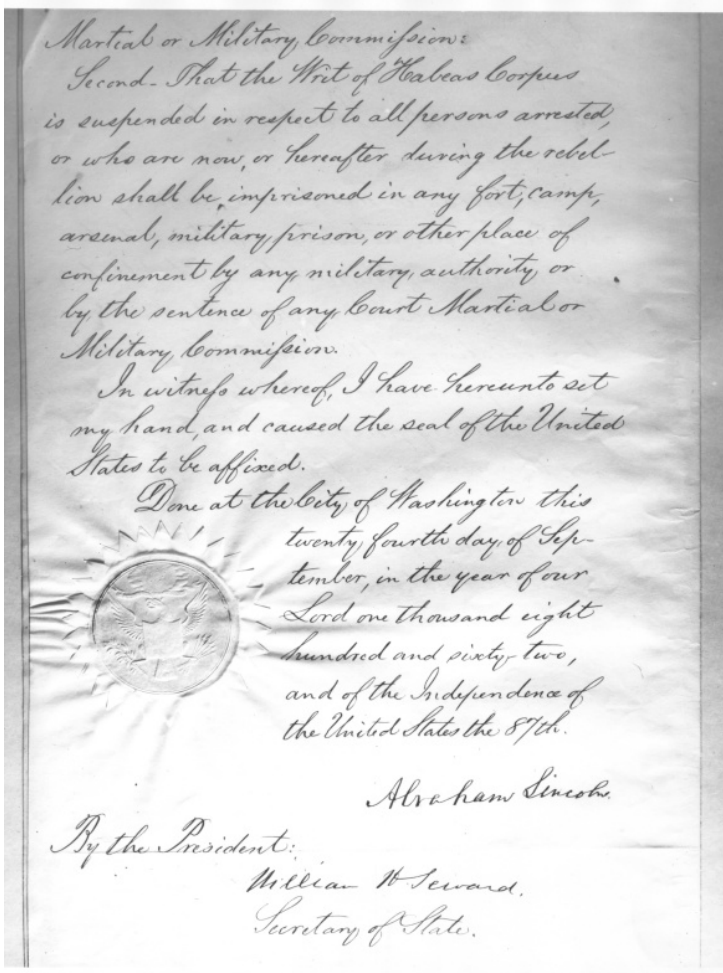 Martial or Military Commission:
Second - That the Writ of Habeas Corpus
is suspended in respect to all persons arrested,
or who are now, or hereafter during the rebel-
lion shall be, imprisoned in any fort, camp,
arsenal, military prison, or other place of
confinement by any military authority or
by the sentence of any Court Martial or
Military Commission.
In witness whereof, I have hereunto set
my hand, and caused the seal of the United
States to be affixed.
Done at the City of Washington this
twenty fourth day of Sep-
tember, in the year of our
Lord one thousand eight
hundred and sixty-two,
and of the Independence of
the United States the 87th.
Abraham Lincoln.
By the President:
William H Seward.
Secretary of State.